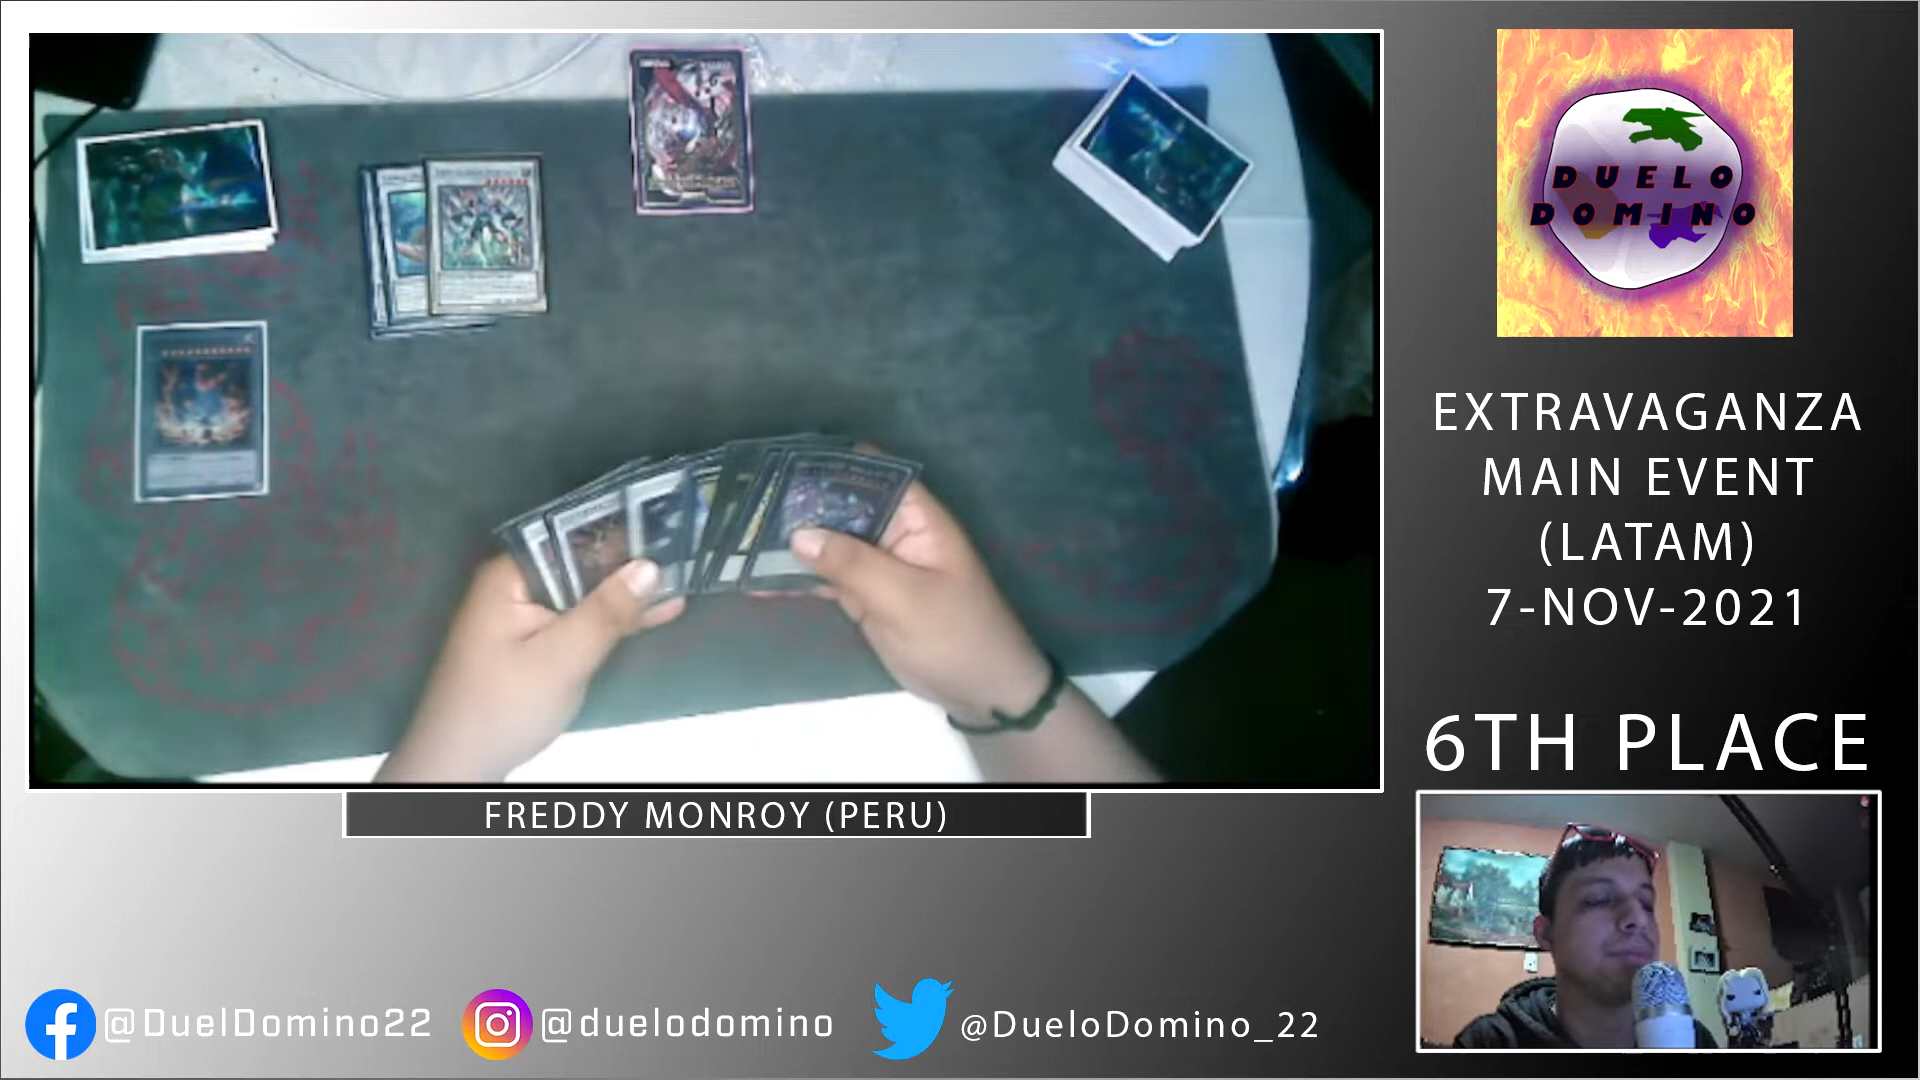 DUELO
DOMINO
EXTRAVAGANZA
MAIN EVENT
(LATAM)
7-NOV-2021
6TH PLACE
FREDDY MONROY (PERU)
@DuelDomino22
@duelodomino
@DueloDomino_22